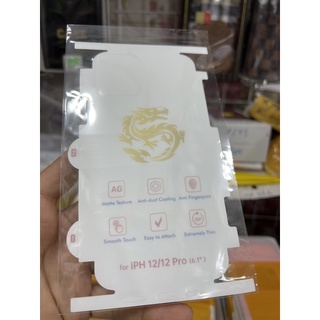 AG
matte Texture
anti-dust Coating
Anti Fingerprint
Smooth Touch
Easy to Attach
Extremely Thin
for iPH 12/12 Pro (6.1")